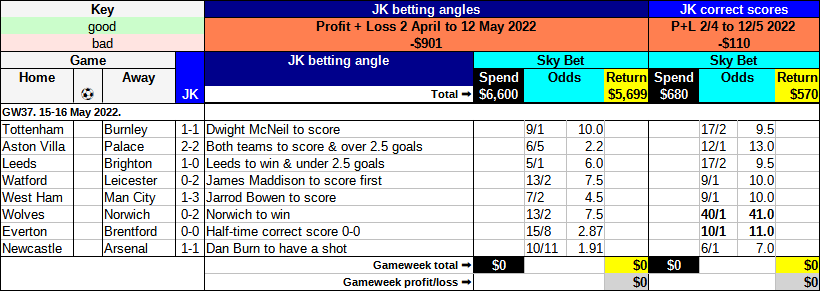 Key JK betting angles JK correct scores
good Profit + Loss 2 April to 12 May 2022 P+L 2/4 to 12/5 2022
bad -$901 -$110
Game JK betting angle Sky Bet Sky Bet
Home Away JK Spend Odds Return Spend Odds Return
Total ➡ $6,600 $5,699 $680 $570
GW37. 15-16 May 2022.
Tottenham Burnley 1-1 Dwight McNeil to score 9/1 10.0 17/2 9.5
Aston Villa Palace 2-2 Both teams to score & over 2.5 goals 6/5 2.2 12/1 13.0
Leeds Brighton 1-0 Leeds to win & under 2.5 goals 5/1 6.0 17/2 9.5
Watford Leicester 0-2 James Maddison to score first 13/2 7.5 9/1 10.0
West Ham Man City 1-3 Jarrod Bowen to score 7/2 4.5 9/1 10.0
Wolves Norwich 0-2 Norwich to win 13/2 7.5 40/1 41.0
Everton Brentford 0-0 Half-time correct score 0-0 15/8 2.87 10/1 11.0
Newcastle Arsenal 1-1 Dan Burn to have a shot 10/11 1.91 6/1 7.0
Gameweek total ➡ $0 $0 $0 $0
Gameweek profit/loss ➡ $0 $0